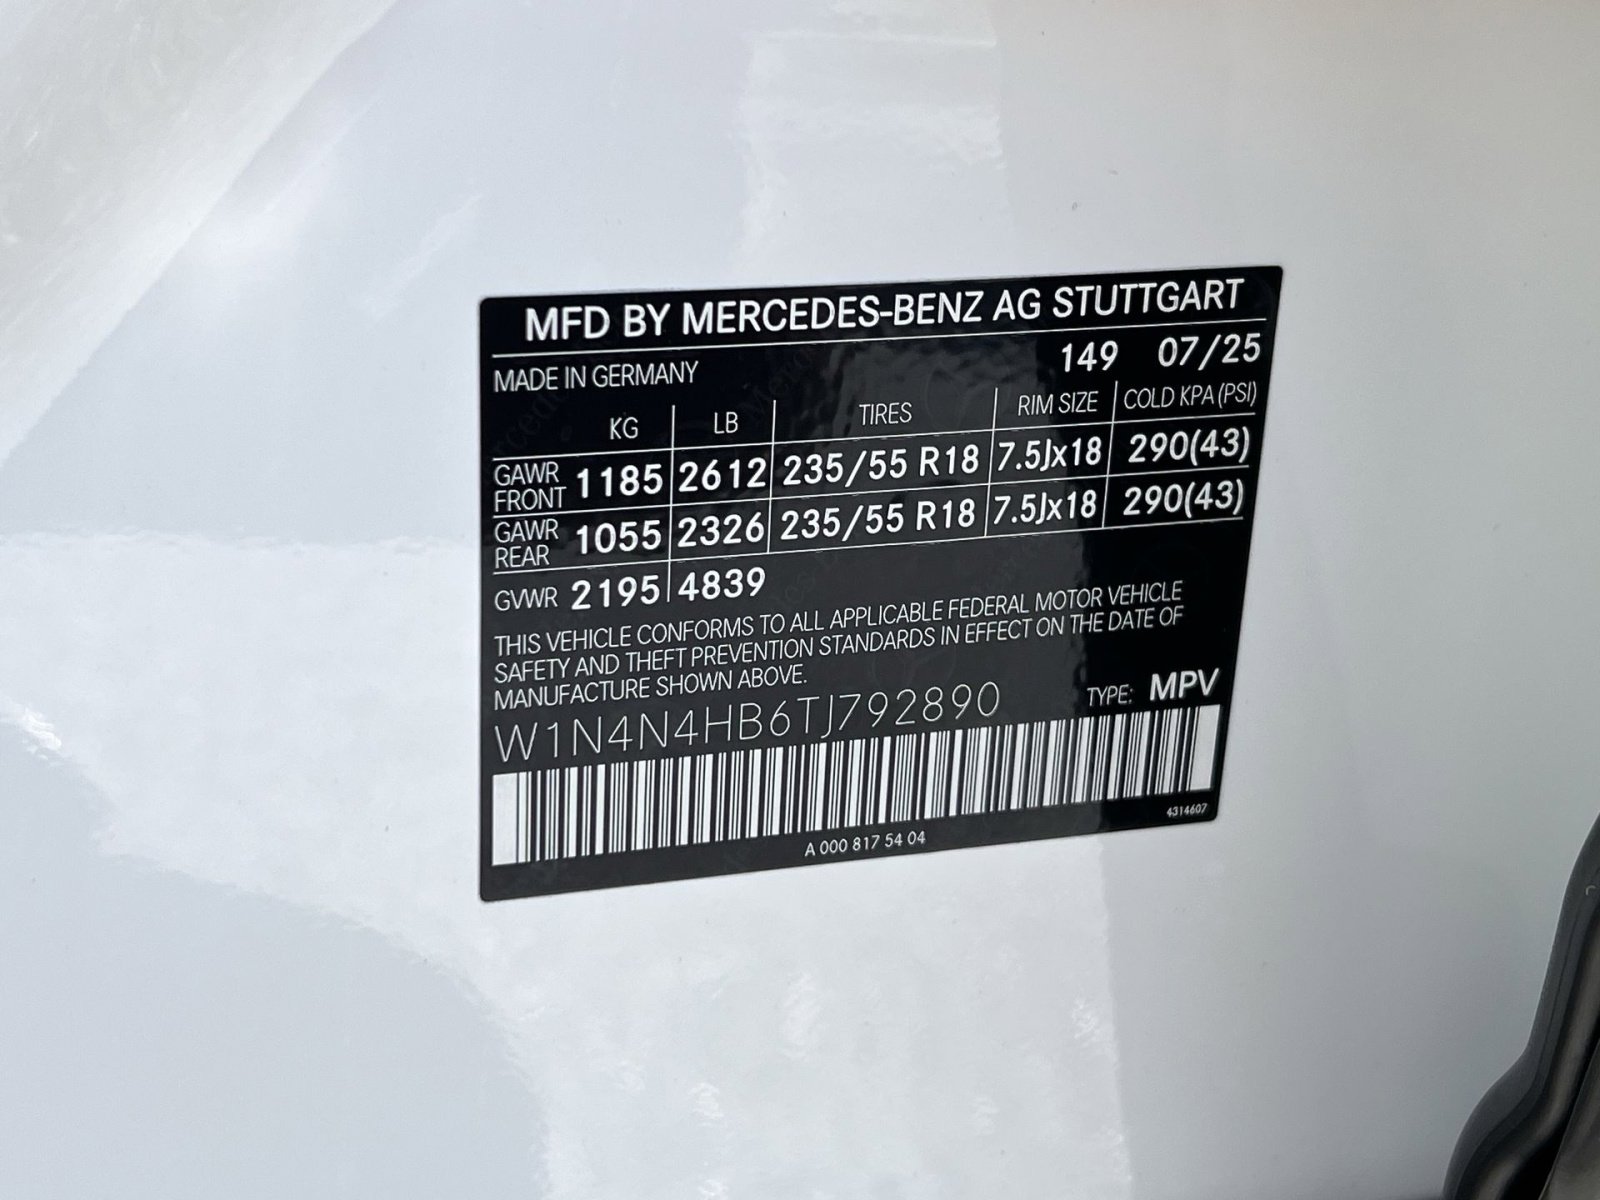 MFD BY MERCEDES-BENZ AG STUTTGART
MADE IN GERMANY 149 07/25
KG LB TIRES RIM SIZE COLD KPA (PSI)
GAWR FRONT 1185 2612 235/55 R18 7.5Jx18 290(43)
GAWR REAR 1055 2326 235/55 R18 7.5Jx18 290(43)
GVWR 2195 4839
THIS VEHICLE CONFORMS TO ALL APPLICABLE FEDERAL MOTOR VEHICLE
SAFETY AND THEFT PREVENTION STANDARDS IN EFFECT ON THE DATE OF
MANUFACTURE SHOWN ABOVE.
W1N4N4HB6TJ792890 TYPE: MPV
4314607
A 000 817 54 04